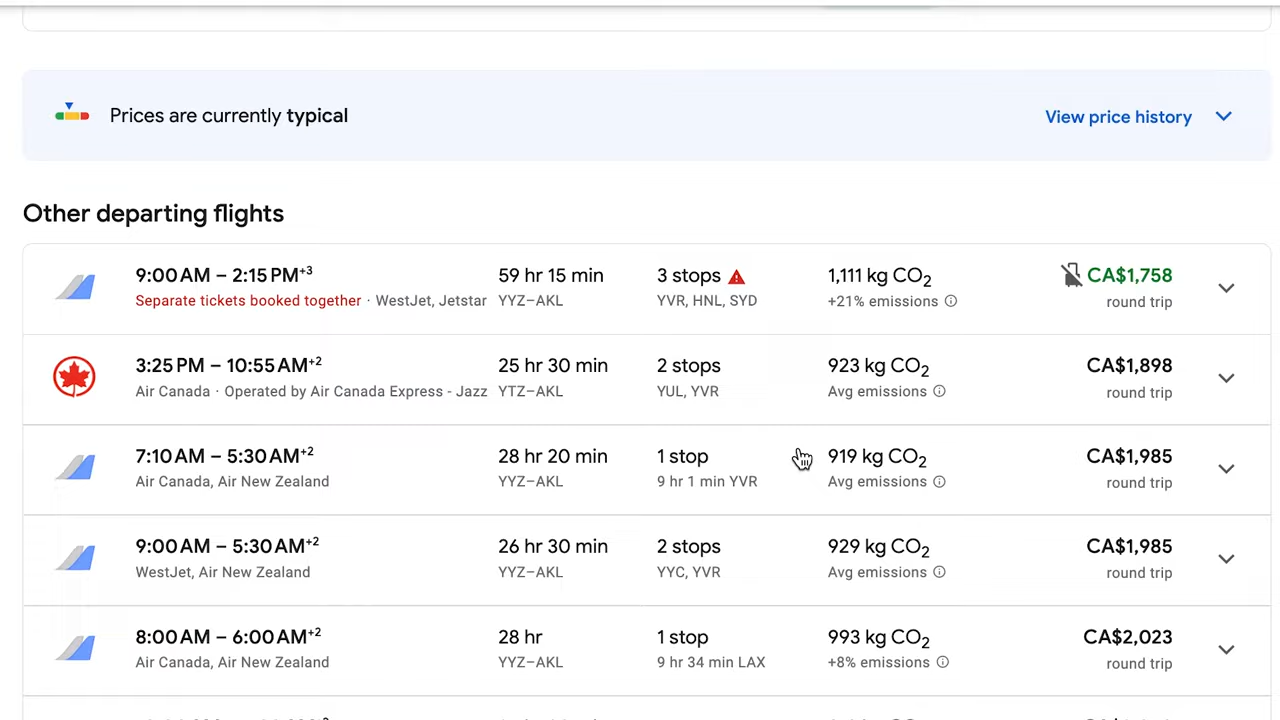 Prices are currently typical
View price history
Other departing flights
9:00 AM – 2:15 PM+3
59 hr 15 min
3 stops
1,111 kg CO2
CA$1,758
Separate tickets booked together · WestJet, Jetstar
YYZ–AKL
YVR, HNL, SYD
+21% emissions
round trip
3:25 PM – 10:55 AM+2
25 hr 30 min
2 stops
923 kg CO2
CA$1,898
Air Canada · Operated by Air Canada Express - Jazz
YTZ–AKL
YUL, YVR
Avg emissions
round trip
7:10 AM – 5:30 AM+2
28 hr 20 min
1 stop
919 kg CO2
CA$1,985
Air Canada, Air New Zealand
YYZ–AKL
9 hr 1 min YVR
Avg emissions
round trip
9:00 AM – 5:30 AM+2
26 hr 30 min
2 stops
929 kg CO2
CA$1,985
WestJet, Air New Zealand
YYZ–AKL
YYC, YVR
Avg emissions
round trip
8:00 AM – 6:00 AM+2
28 hr
1 stop
993 kg CO2
CA$2,023
Air Canada, Air New Zealand
YYZ–AKL
9 hr 34 min LAX
+8% emissions
round trip